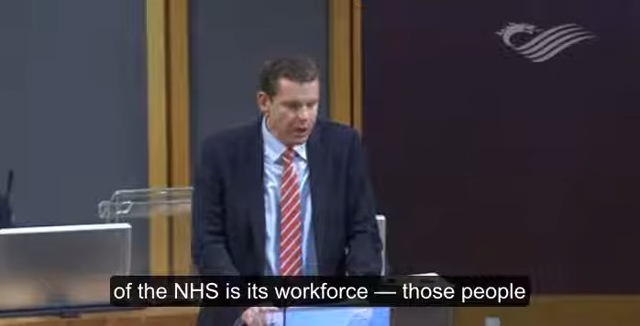 of the NHS is its workforce — those people